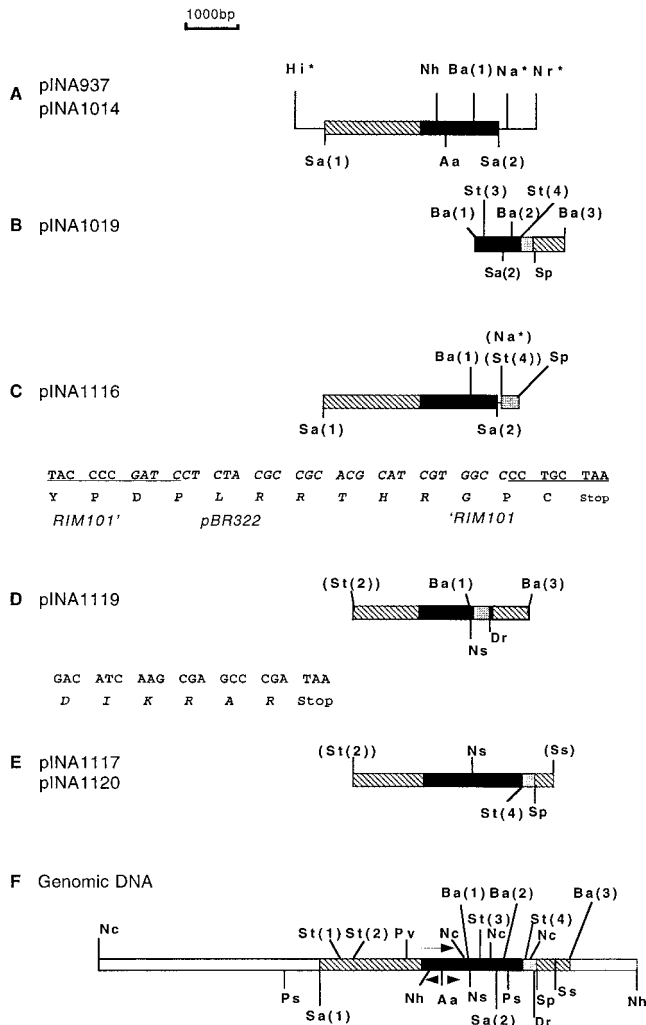 1000bp
A pINA937
pINA1014
Hi* Nh Ba(1) Na* Nr*
Sa(1) Aa Sa(2)
B pINA1019
St(3) St(4)
Ba(1) Ba(2) Ba(3)
Sa(2) Sp
C pINA1116
(Na*)
Ba(1) (St(4)) Sp
Sa(1) Sa(2)
TAC CCC GAT CCT CTA CGC CGC ACG CAT CGT GGC CCC TGC TAA
Y P D P L R R T H R G P C Stop
RIM101' pBR322 'RIM101
D pINA1119
(St(2)) Ba(1) Ba(3)
Ns Dr
GAC ATC AAG CGA GCC CGA TAA
D I K R A R Stop
E pINA1117
pINA1120
(St(2)) Ns (Ss)
St(4) Sp
F Genomic DNA
Ba(1) Ba(2) Ba(3)
Nc St(1) St(2) Pv Nc St(3) Nc St(4) Nc
Ps Sa(1) Nh Aa Ns Sa(2) Ps Dr Sp Ss Nh